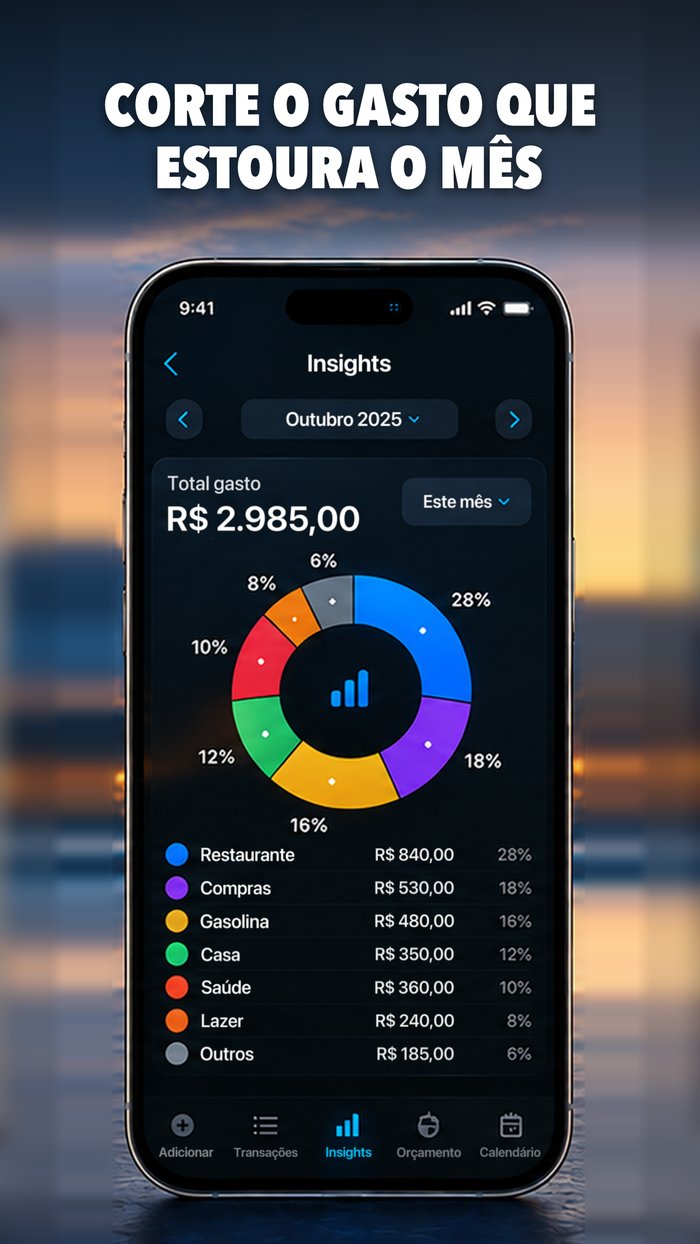 CORTE O GASTO QUE
ESTOURA O MÊS
9:41
Insights
Outubro 2025
Total gasto
R$ 2.985,00
Este mês
6%
8%
28%
10%
12%
18%
16%
Restaurante R$ 840,00 28%
Compras R$ 530,00 18%
Gasolina R$ 480,00 16%
Casa R$ 350,00 12%
Saúde R$ 360,00 10%
Lazer R$ 240,00 8%
Outros R$ 185,00 6%
Adicionar Transações Insights Orçamento Calendário